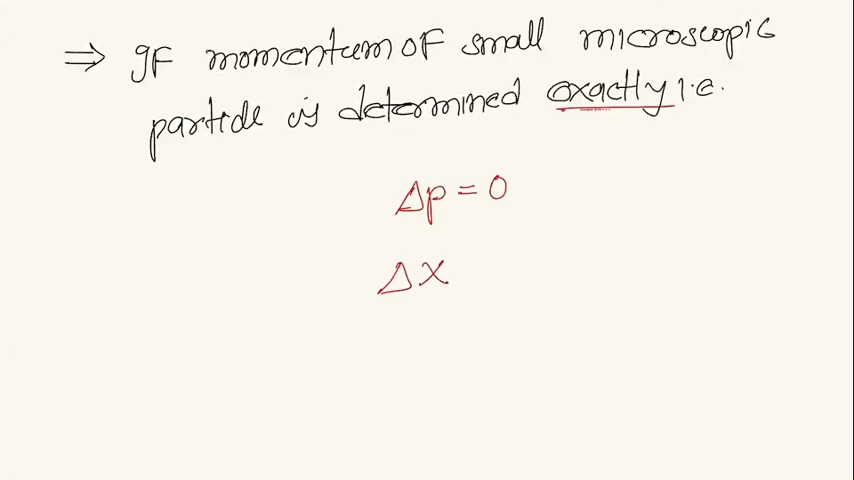 ⇒ If momentum of small microscopic
particle is determined exactly i.e.
Δp = 0
Δx